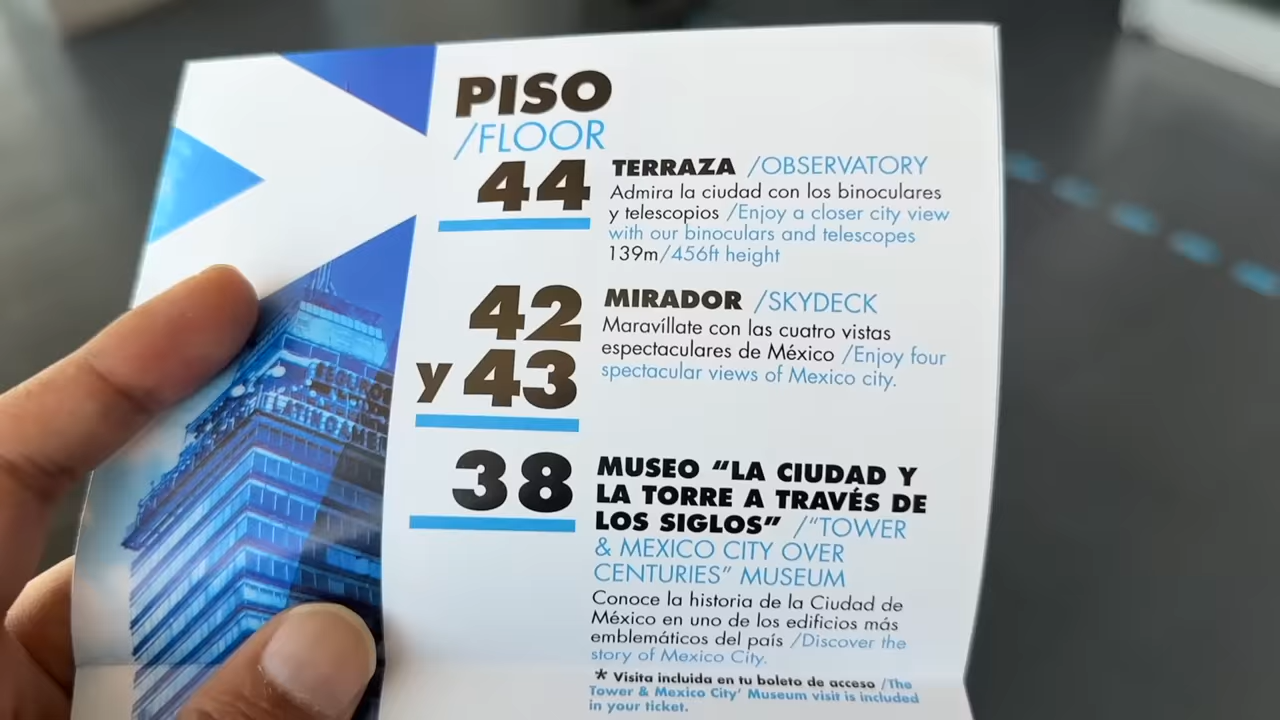 PISO
/FLOOR
44
TERRAZA /OBSERVATORY
Admira la ciudad con los binoculares
y telescopios /Enjoy a closer city view
with our binoculars and telescopes
139m/456ft height
42
y 43
MIRADOR /SKYDECK
Maravíllate con las cuatro vistas
espectaculares de México /Enjoy four
spectacular views of Mexico city.
38
MUSEO “LA CIUDAD Y
LA TORRE A TRAVÉS DE
LOS SIGLOS” /“TOWER
& MEXICO CITY OVER
CENTURIES” MUSEUM
Conoce la historia de la Ciudad de
México en uno de los edificios más
emblemáticos del país /Discover the
story of Mexico City.
* Visita incluida en tu boleto de acceso /The
Tower & Mexico City’ Museum visit is included
in your ticket.
SEGUROS